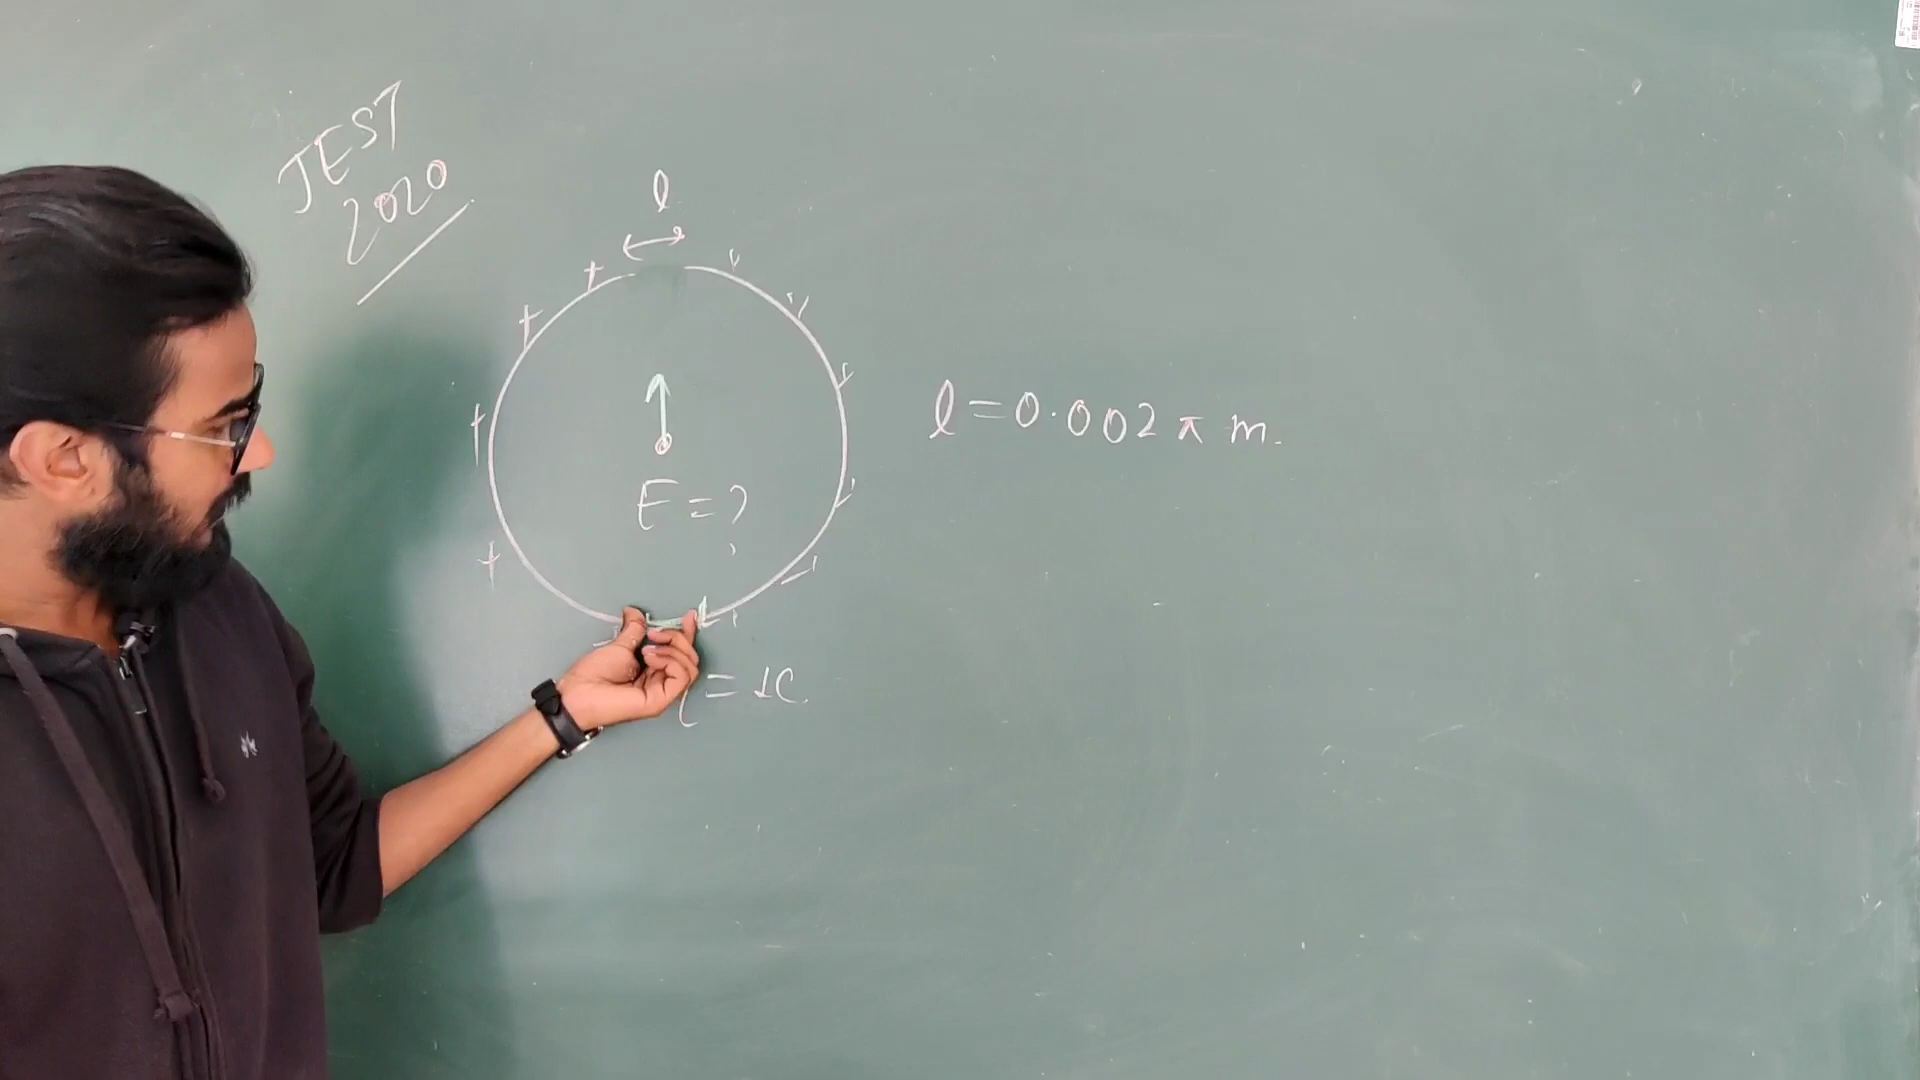 JEST
2020
l
l = 0.002 π m.
E = ?
= 1C.